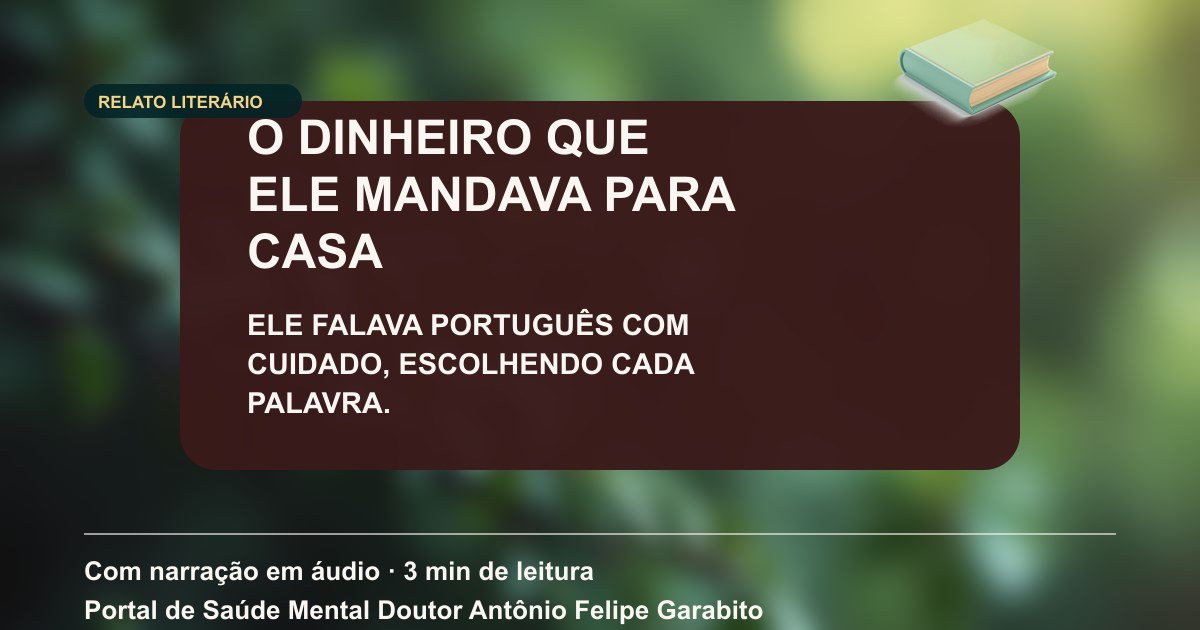 RELATO LITERÁRIO
O DINHEIRO QUE
ELE MANDAVA PARA
CASA
ELE FALAVA PORTUGUÊS COM
CUIDADO, ESCOLHENDO CADA
PALAVRA.
Com narração em áudio · 3 min de leitura
Portal de Saúde Mental Doutor Antônio Felipe Garabito